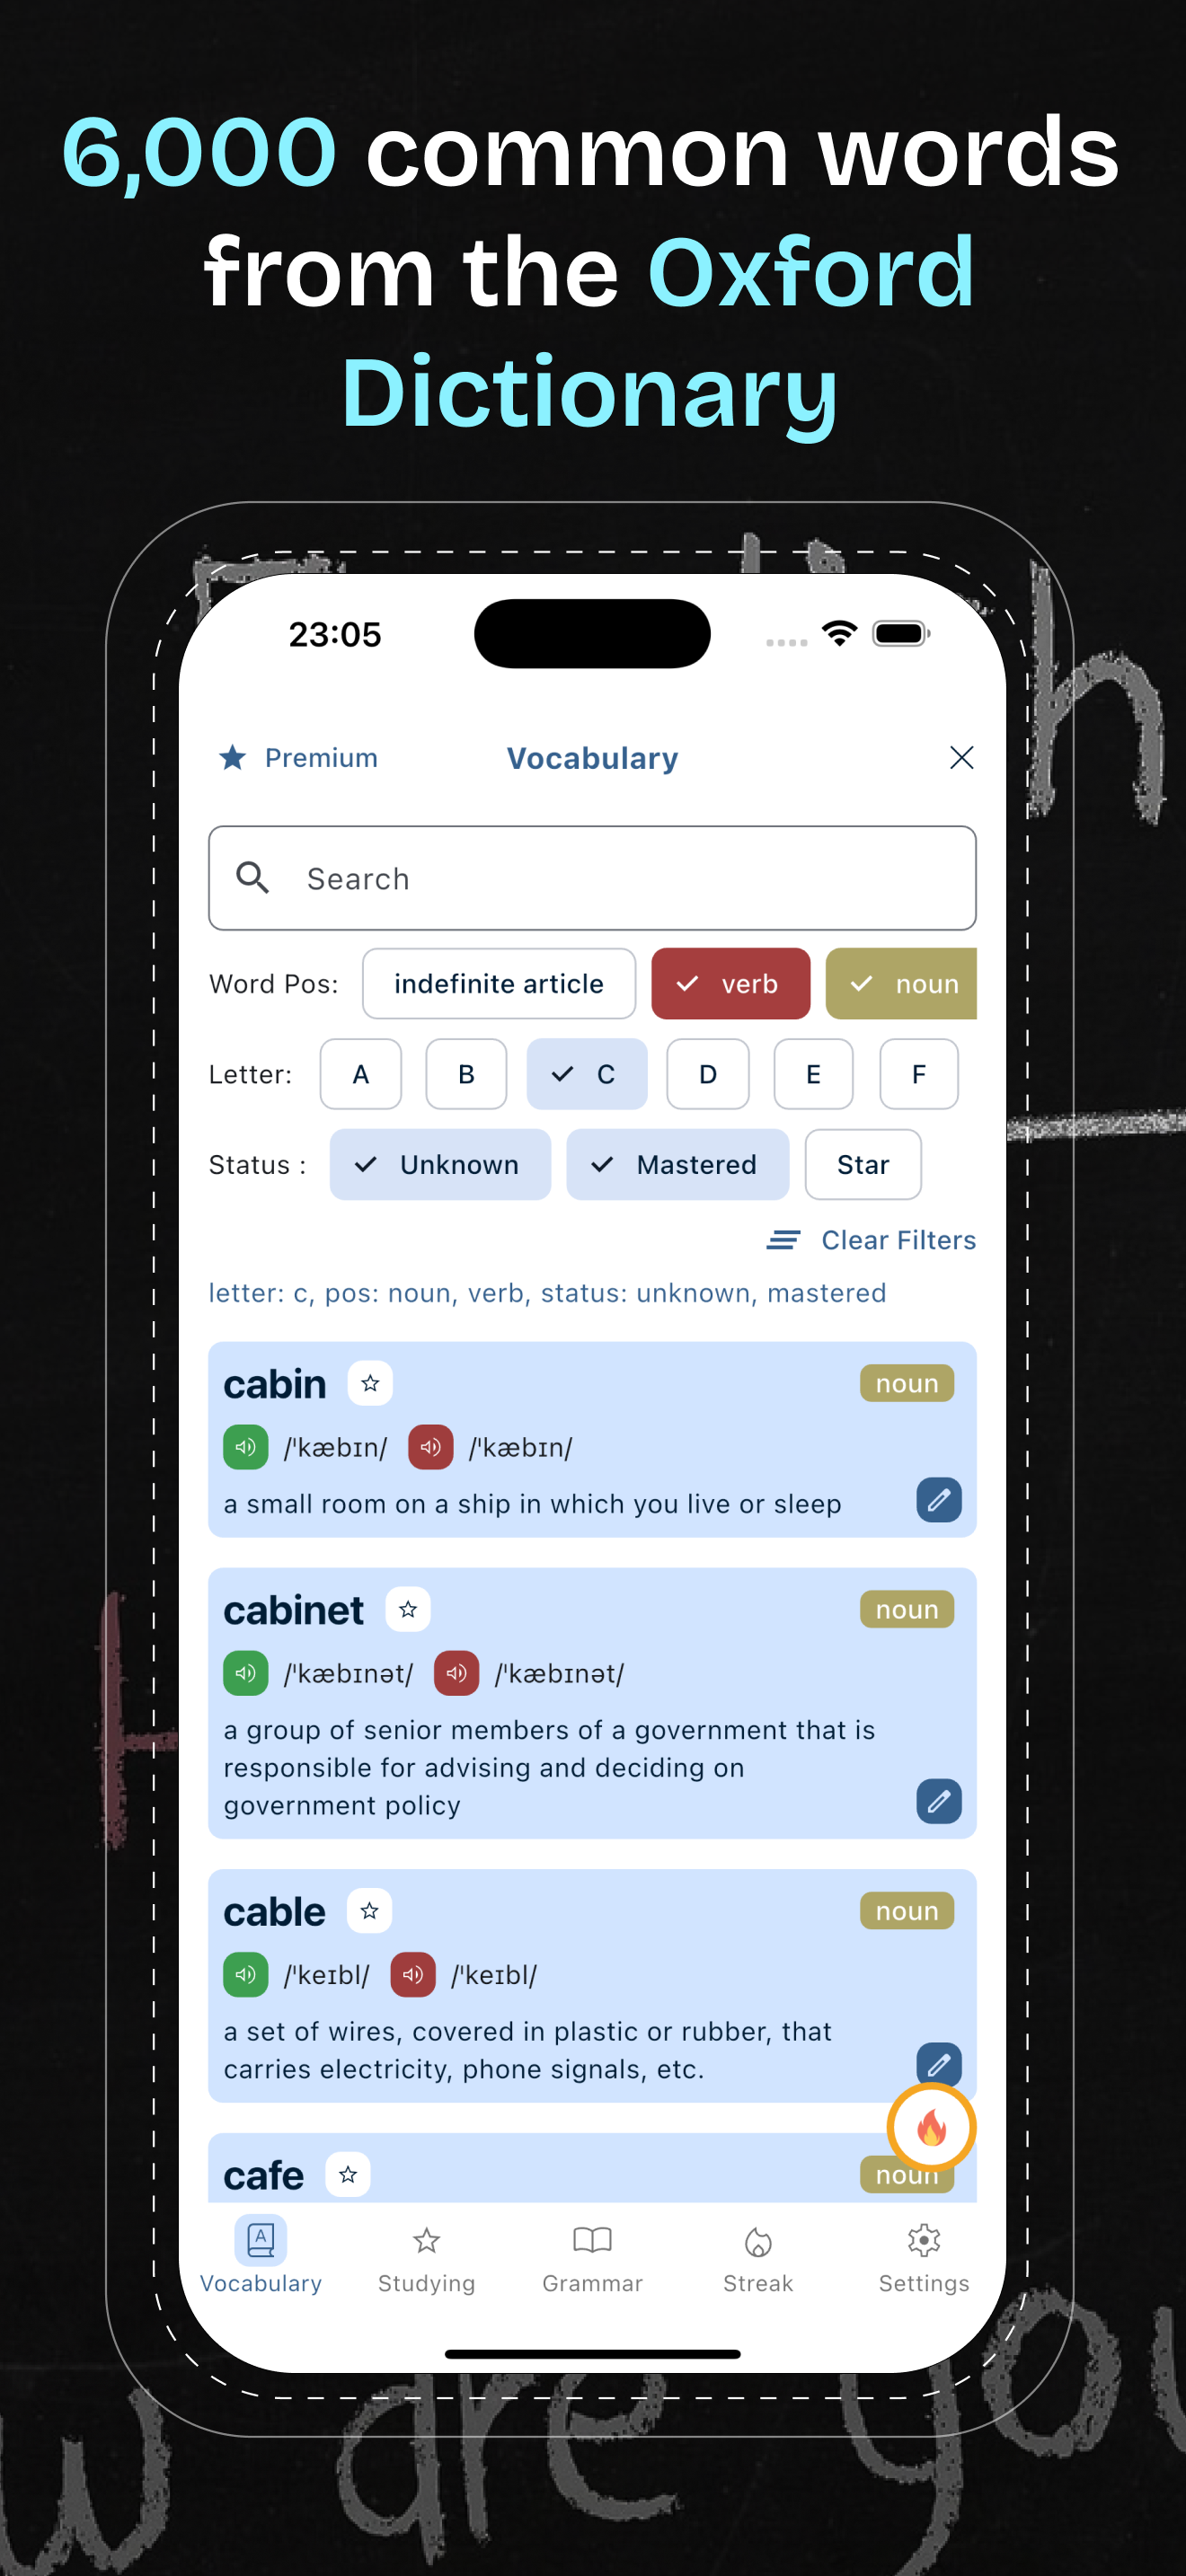 6,000 common words
from the Oxford
Dictionary
23:05
Premium Vocabulary
Search
Word Pos: indefinite article verb noun
Letter: A B C D E F
Status : Unknown Mastered Star
Clear Filters
letter: c, pos: noun, verb, status: unknown, mastered
cabin noun
/ˈkæbɪn/ /ˈkæbɪn/
a small room on a ship in which you live or sleep
cabinet noun
/ˈkæbɪnət/ /ˈkæbɪnət/
a group of senior members of a government that is
responsible for advising and deciding on
government policy
cable noun
/ˈkeɪbl/ /ˈkeɪbl/
a set of wires, covered in plastic or rubber, that
carries electricity, phone signals, etc.
cafe noun
Vocabulary Studying Grammar Streak Settings
are you